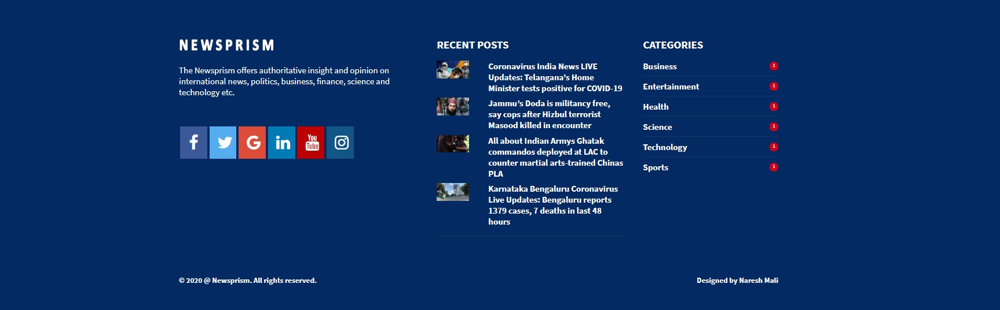 NEWSPRISM
The Newsprism offers authoritative insight and opinion on
international news, politics, business, finance, science and
technology etc.
You
Tube
RECENT POSTS
Coronavirus India News LIVE
Updates: Telangana’s Home
Minister tests positive for COVID-19
Jammu’s Doda is militancy free,
say cops after Hizbul terrorist
Masood killed in encounter
All about Indian Armys Ghatak
commandos deployed at LAC to
counter martial arts-trained Chinas
PLA
Karnataka Bengaluru Coronavirus
Live Updates: Bengaluru reports
1379 cases, 7 deaths in last 48
hours
CATEGORIES
Business 1
Entertainment 1
Health 1
Science 1
Technology 1
Sports 1
© 2020 @ Newsprism. All rights reserved.
Designed by Naresh Mali